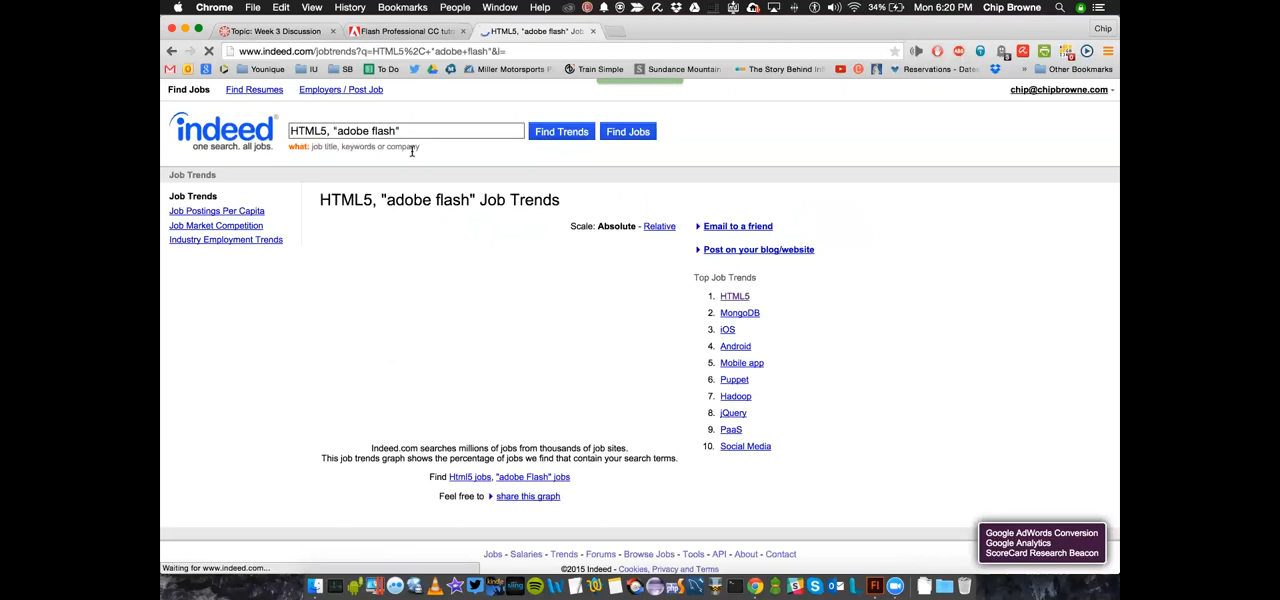 Chrome File Edit View History Bookmarks People Window Help 34% Mon 6:20 PM Chip Browne
Topic: Week 3 Discussion Flash Professional CC tuto HTML5, "adobe flash" Job Chip
www.indeed.com/jobtrends?q=HTML5%2C+"adobe+flash"&l=
Younique IU SB To Do Miller Motorsports P Train Simple Sundance Mountain The Story Behind In Reservations - Date » Other Bookmarks
Find Jobs Find Resumes Employers / Post Job chip@chipbrowne.com
indeed
one search. all jobs.
HTML5, "adobe flash" Find Trends Find Jobs
what: job title, keywords or company
Job Trends
Job Trends
Job Postings Per Capita
Job Market Competition
Industry Employment Trends
HTML5, "adobe flash" Job Trends
Scale: Absolute - Relative
Email to a friend
Post on your blog/website
Top Job Trends
1. HTML5
2. MongoDB
3. iOS
4. Android
5. Mobile app
6. Puppet
7. Hadoop
8. jQuery
9. PaaS
10. Social Media
Indeed.com searches millions of jobs from thousands of job sites.
This job trends graph shows the percentage of jobs we find that contain your search terms.
Find Html5 jobs, "adobe Flash" jobs
Feel free to share this graph
Google AdWords Conversion
Google Analytics
ScoreCard Research Beacon
Jobs - Salaries - Trends - Forums - Browse Jobs - Tools - API - About - Contact
©2015 Indeed - Cookies, Privacy and Terms
Waiting for www.indeed.com...